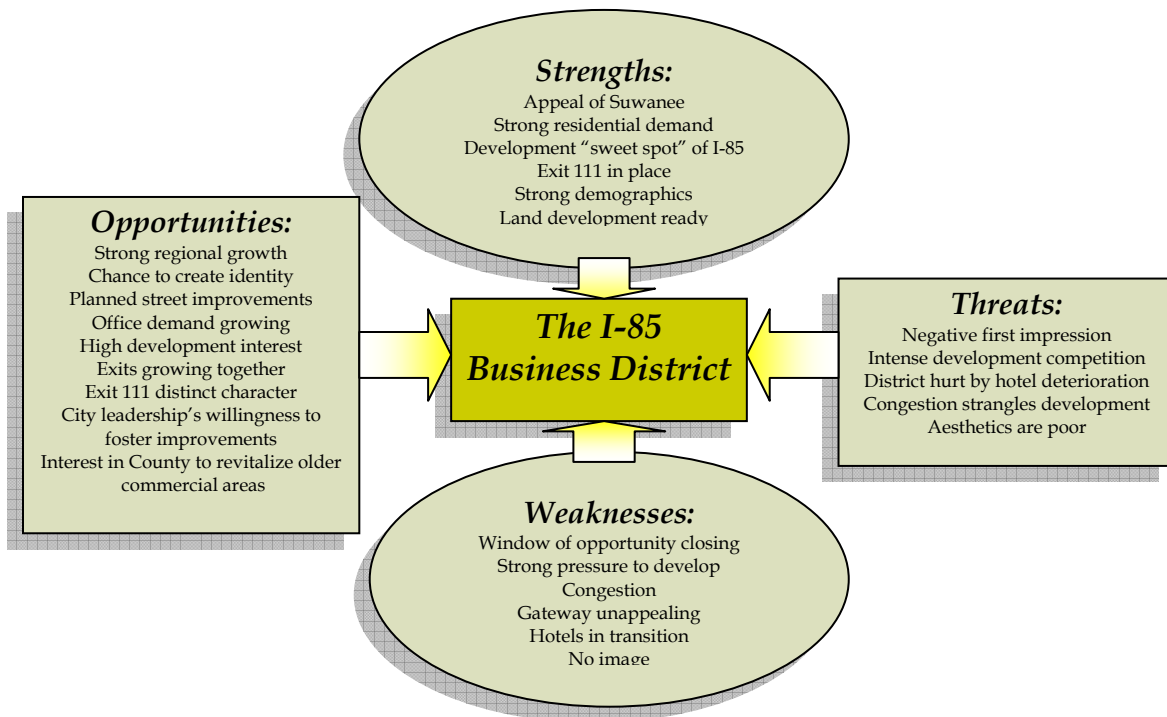 Strengths:
Appeal of Suwanee
Strong residential demand
Development “sweet spot” of I-85
Exit 111 in place
Strong demographics
Land development ready
Opportunities:
Strong regional growth
Chance to create identity
Planned street improvements
Office demand growing
High development interest
Exits growing together
Exit 111 distinct character
City leadership’s willingness to
foster improvements
Interest in County to revitalize older
commercial areas
The I-85
Business District
Threats:
Negative first impression
Intense development competition
District hurt by hotel deterioration
Congestion strangles development
Aesthetics are poor
Weaknesses:
Window of opportunity closing
Strong pressure to develop
Congestion
Gateway unappealing
Hotels in transition
No image